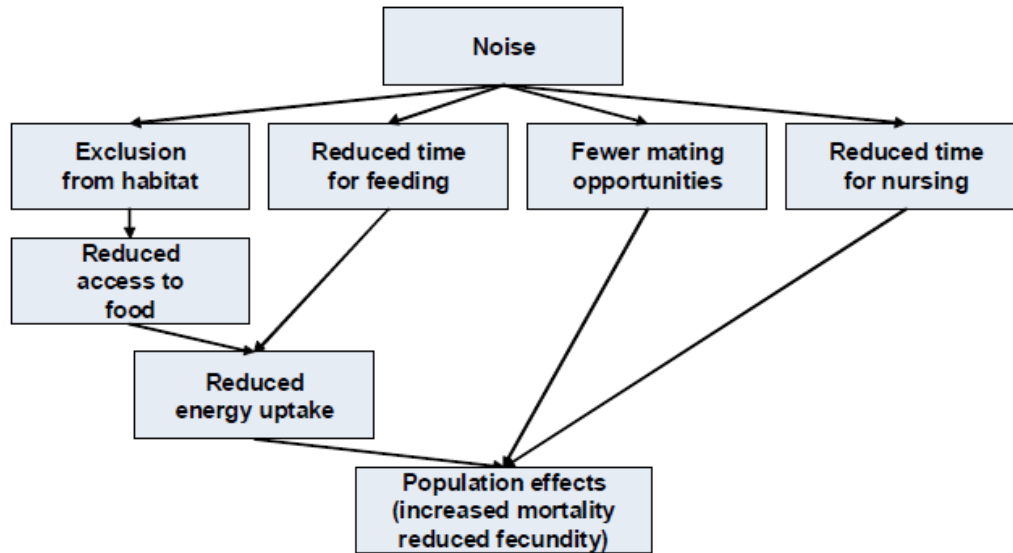 Noise
Exclusion
from habitat
Reduced time
for feeding
Fewer mating
opportunities
Reduced time
for nursing
Reduced
access to
food
Reduced
energy uptake
Population effects
(increased mortality
reduced fecundity)